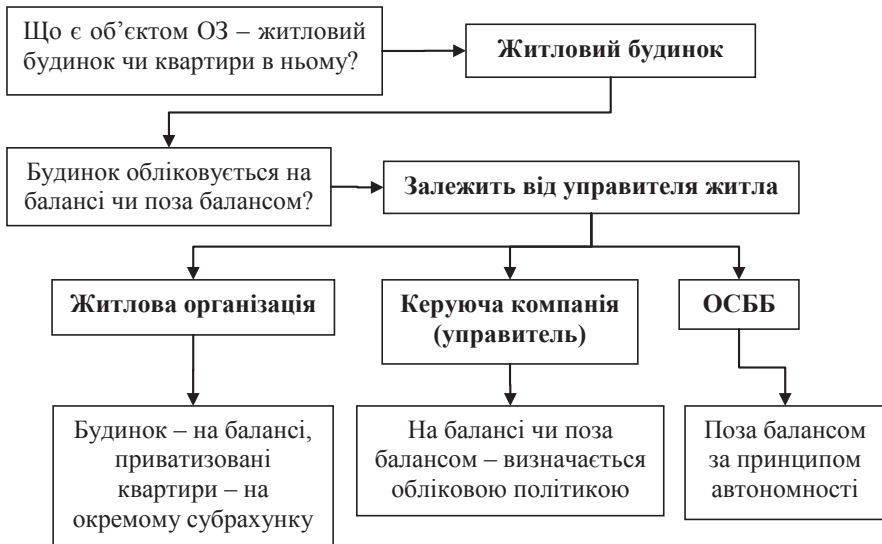 Що є об’єктом ОЗ – житловий
будинок чи квартири в ньому?
Житловий будинок
Будинок обліковується на
балансі чи поза балансом?
Залежить від управителя житла
Житлова організація
Керуюча компанія
(управитель)
ОСББ
Будинок – на балансі,
приватизовані
квартири – на
окремому субрахунку
На балансі чи поза
балансом – визначається
обліковою політикою
Поза балансом
за принципом
автономності